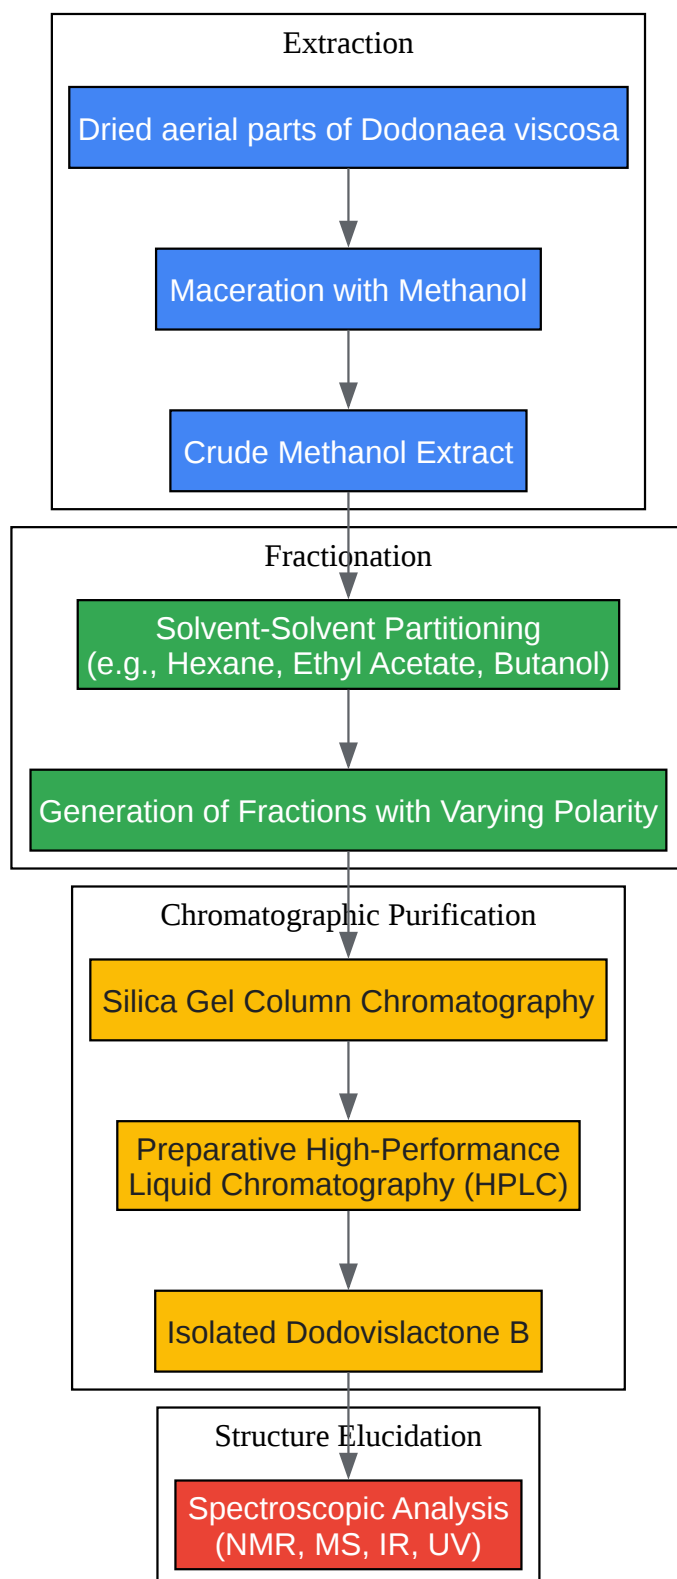 Extraction
Dried aerial parts of Dodonaea viscosa
Maceration with Methanol
Crude Methanol Extract
Fractionation
Solvent-Solvent Partitioning
(e.g., Hexane, Ethyl Acetate, Butanol)
Generation of Fractions with Varying Polarity
Chromatographic Purification
Silica Gel Column Chromatography
Preparative High-Performance
Liquid Chromatography (HPLC)
Isolated Dodovislactone B
Structure Elucidation
Spectroscopic Analysis
(NMR, MS, IR, UV)